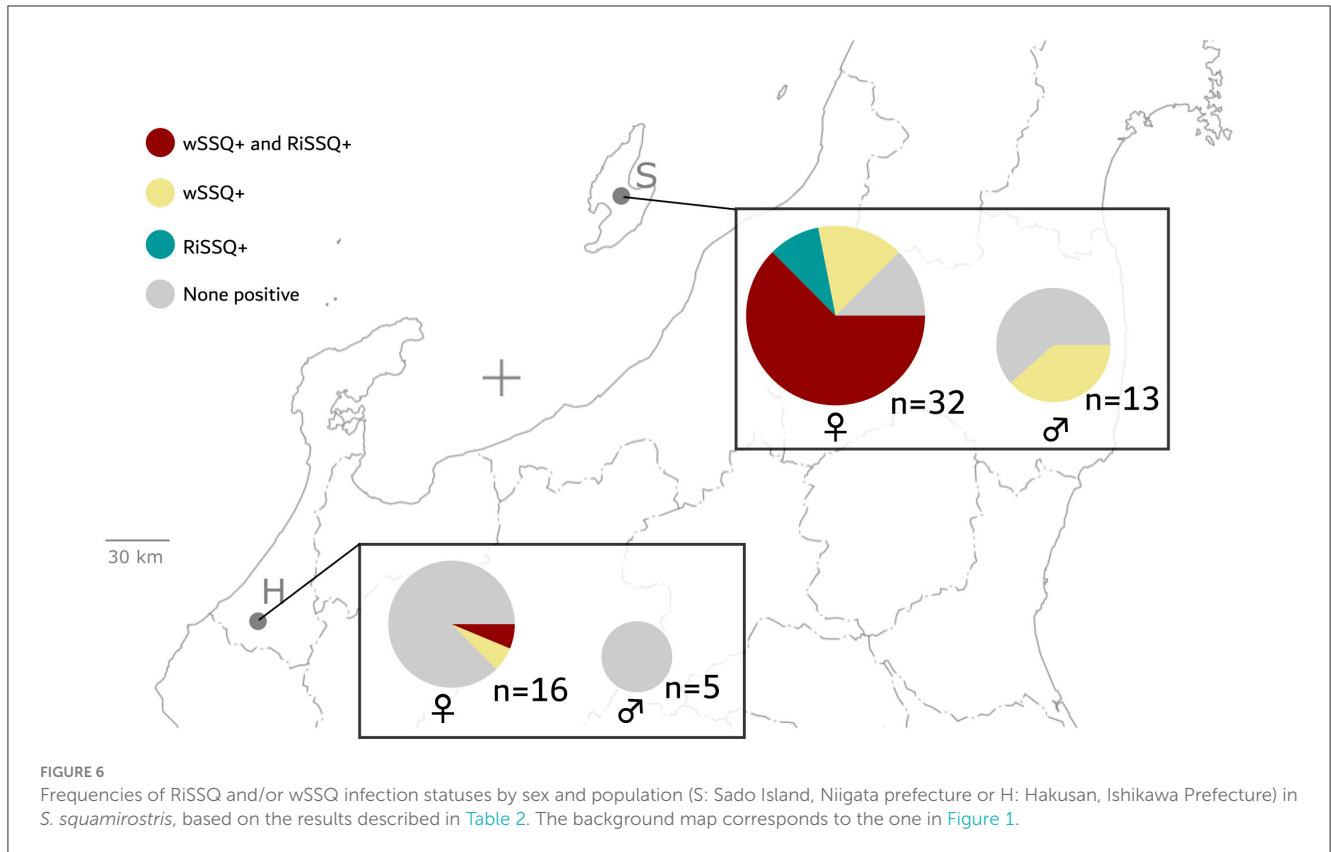 wSSQ+ and RiSSQ+
wSSQ+
RiSSQ+
None positive
S
n=32
♀
n=13
♂
30 km
H
n=16
♀
n=5
♂
FIGURE 6
Frequencies of RiSSQ and/or wSSQ infection statuses by sex and population (S: Sado Island, Niigata prefecture or H: Hakusan, Ishikawa Prefecture) in
S. squamirostris, based on the results described in Table 2. The background map corresponds to the one in Figure 1.